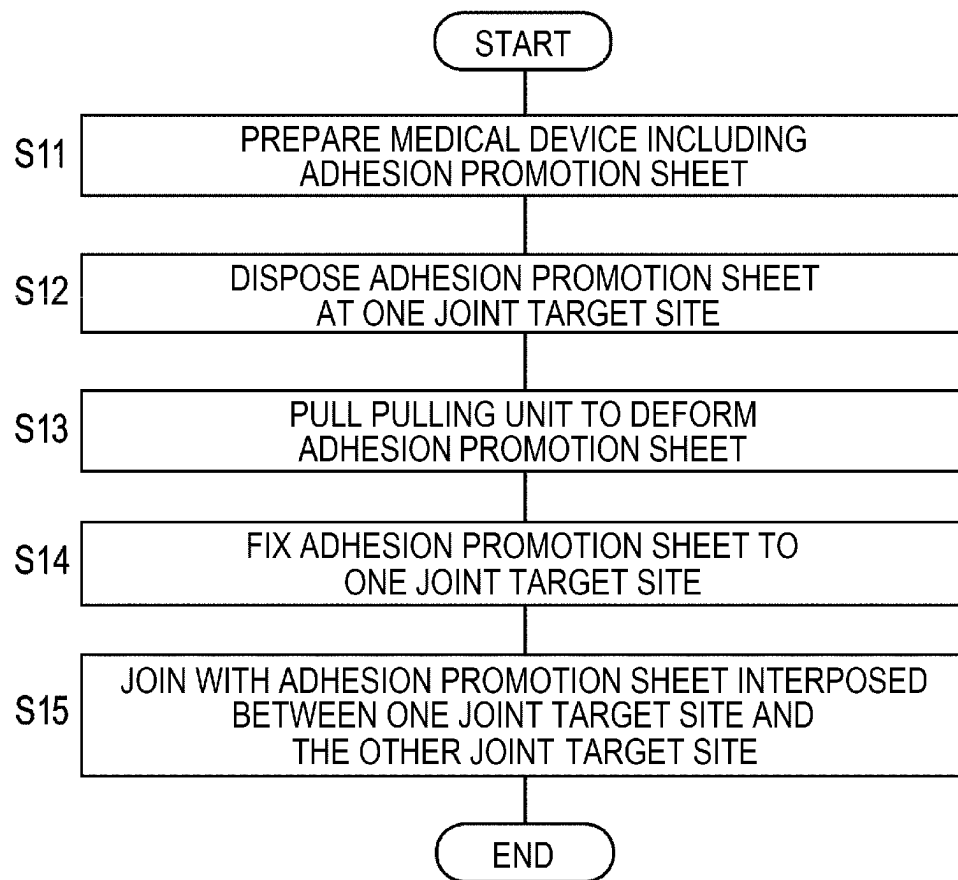 START
S11
PREPARE MEDICAL DEVICE INCLUDING
ADHESION PROMOTION SHEET
S12
DISPOSE ADHESION PROMOTION SHEET
AT ONE JOINT TARGET SITE
S13
PULL PULLING UNIT TO DEFORM
ADHESION PROMOTION SHEET
S14
FIX ADHESION PROMOTION SHEET TO
ONE JOINT TARGET SITE
S15
JOIN WITH ADHESION PROMOTION SHEET INTERPOSED
BETWEEN ONE JOINT TARGET SITE AND
THE OTHER JOINT TARGET SITE
END